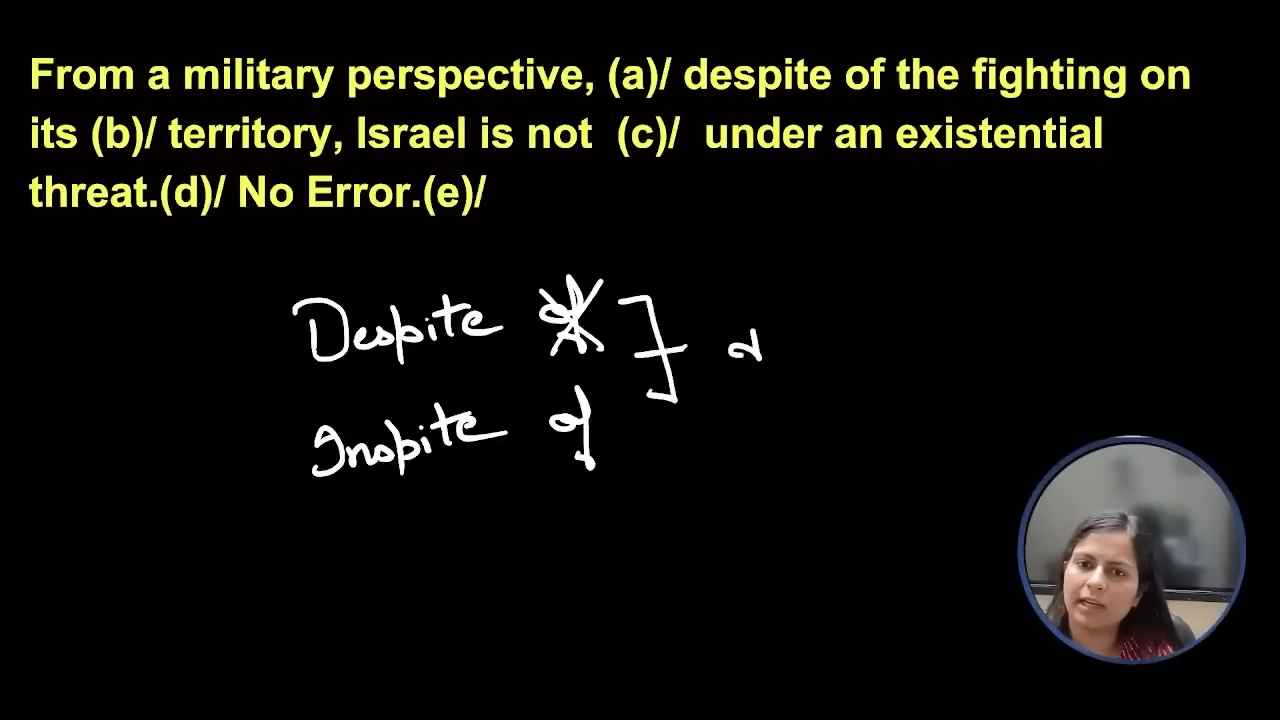 From a military perspective, (a)/ despite of the fighting on
its (b)/ territory, Israel is not (c)/ under an existential
threat.(d)/ No Error.(e)/
Despite of
Inspite of